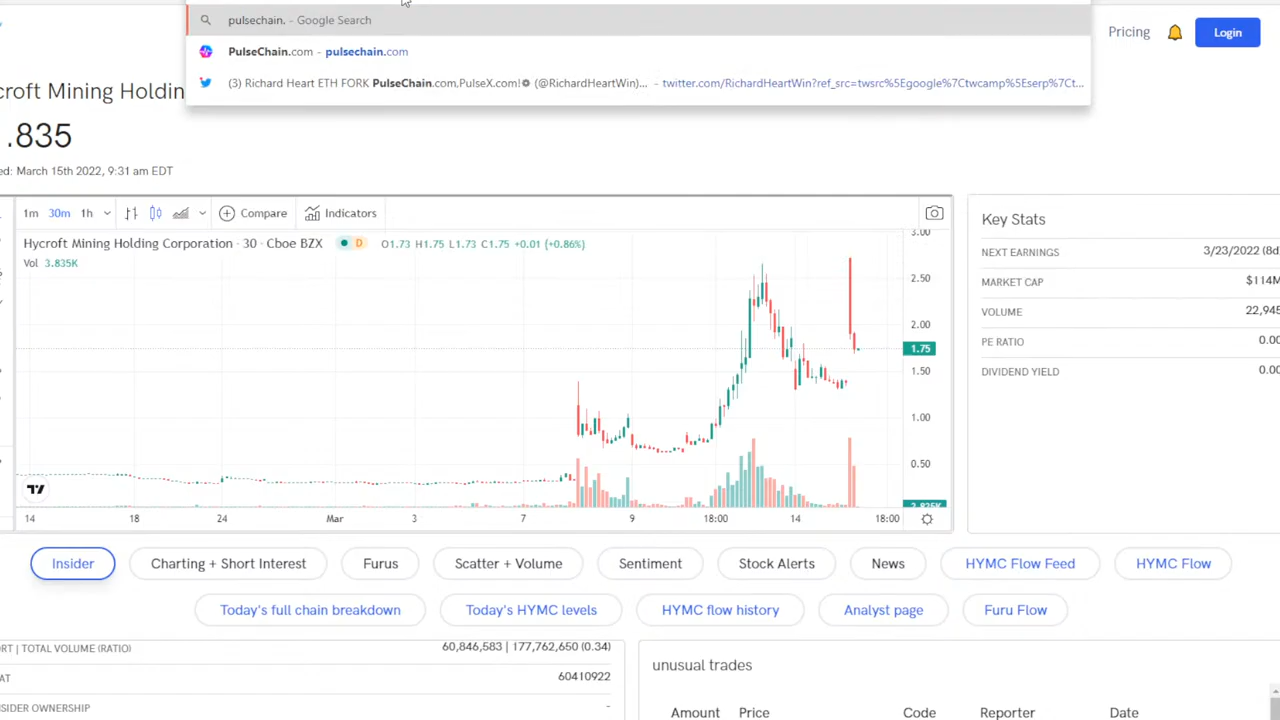 pulsechain. - Google Search
PulseChain.com - pulsechain.com
(3) Richard Heart ETH FORK PulseChain.com,PulseX.com! (@RichardHeartWin)... - twitter.com/RichardHeartWin?ref_src=twsrc%5Egoogle%7Ctwcamp%5Eserp%7Ct...
Pricing
Login
croft Mining Holdin
.835
ed: March 15th 2022, 9:31 am EDT
1m 30m 1h Compare Indicators
Hycroft Mining Holding Corporation · 30 · Cboe BZX D O1.73 H1.75 L1.73 C1.75 +0.01 (+0.86%)
Vol 3.835K
3.00
2.50
2.00
1.75
1.50
1.00
0.50
3.835K
14 18 24 Mar 3 7 9 18:00 14 18:00
Key Stats
NEXT EARNINGS 3/23/2022 (8d
MARKET CAP $114M
VOLUME 22,945
PE RATIO 0.00
DIVIDEND YIELD 0.00
Insider Charting + Short Interest Furus Scatter + Volume Sentiment Stock Alerts News HYMC Flow Feed HYMC Flow
Today's full chain breakdown Today's HYMC levels HYMC flow history Analyst page Furu Flow
RT | TOTAL VOLUME (RATIO) 60,846,583 | 177,762,650 (0.34)
AT 60410922
NSIDER OWNERSHIP -
unusual trades
Amount Price Code Reporter Date